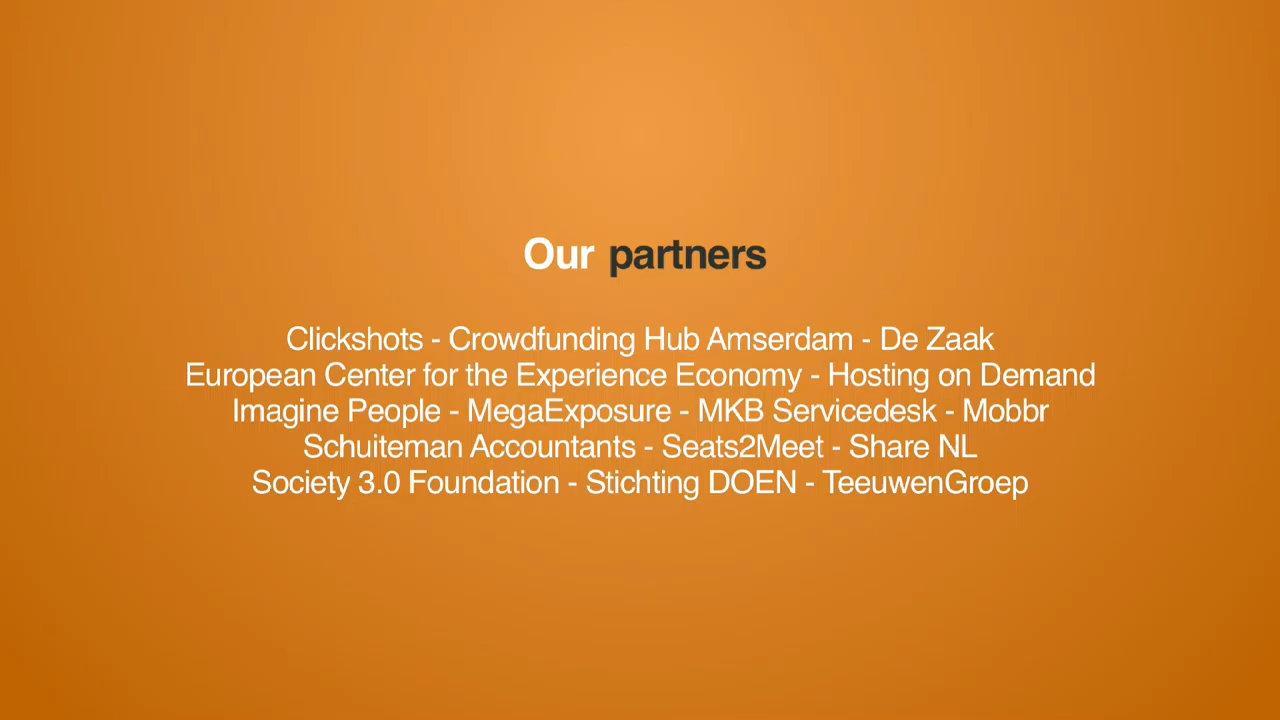 Our partners
Clickshots - Crowdfunding Hub Amserdam - De Zaak
European Center for the Experience Economy - Hosting on Demand
Imagine People - MegaExposure - MKB Servicedesk - Mobbr
Schuiteman Accountants - Seats2Meet - Share NL
Society 3.0 Foundation - Stichting DOEN - TeeuwenGroep